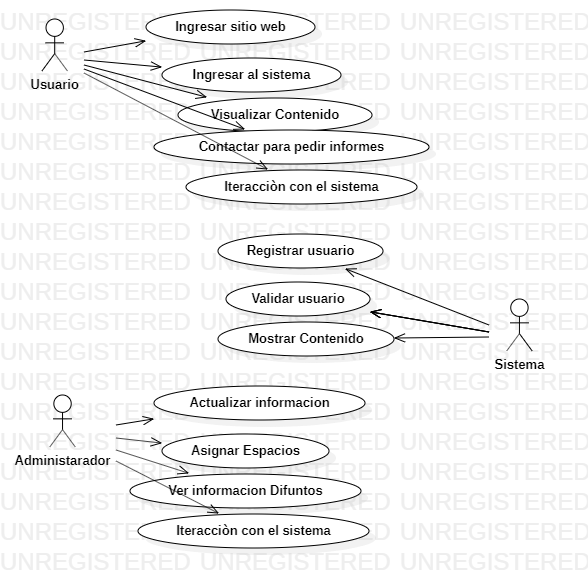 Ingresar sitio web
Usuario
Ingresar al sistema
Visualizar Contenido
Contactar para pedir informes
Iteracciòn con el sistema
Registrar usuario
Validar usuario
Mostrar Contenido
Sistema
Actualizar informacion
Administarador
Asignar Espacios
Ver informacion Difuntos
Iteracciòn con el sistema
UNREGISTERED